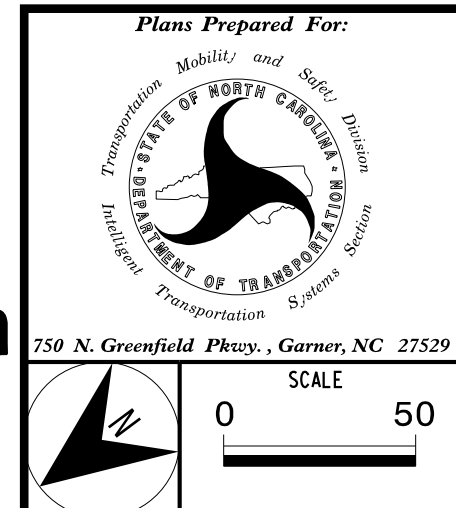 Plans Prepared For:
Transportation Mobility and Safety Division
STATE OF NORTH CAROLINA
DEPARTMENT OF TRANSPORTATION
Intelligent Transportation Systems Section
750 N. Greenfield Pkwy. , Garner, NC 27529
N
SCALE
0 50